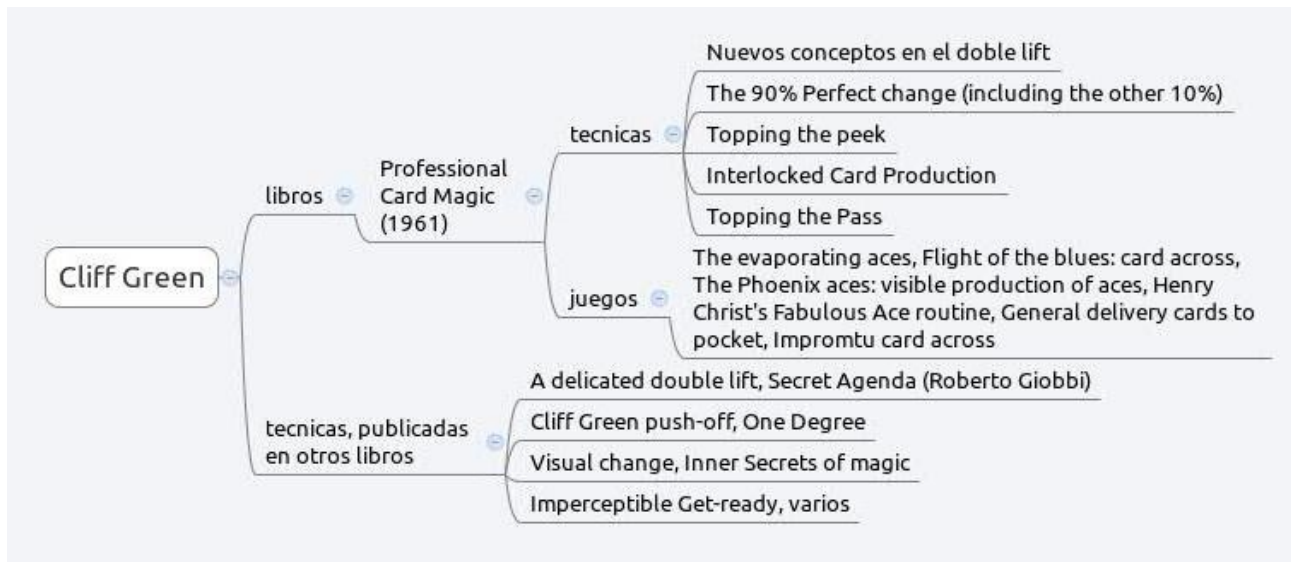 Cliff Green
libros
Professional
Card Magic
(1961)
tecnicas
Nuevos conceptos en el doble lift
The 90% Perfect change (including the other 10%)
Topping the peek
Interlocked Card Production
Topping the Pass
juegos
The evaporating aces, Flight of the blues: card across,
The Phoenix aces: visible production of aces, Henry
Christ's Fabulous Ace routine, General delivery cards to
pocket, Impromtu card across
tecnicas, publicadas
en otros libros
A delicated double lift, Secret Agenda (Roberto Giobbi)
Cliff Green push-off, One Degree
Visual change, Inner Secrets of magic
Imperceptible Get-ready, varios